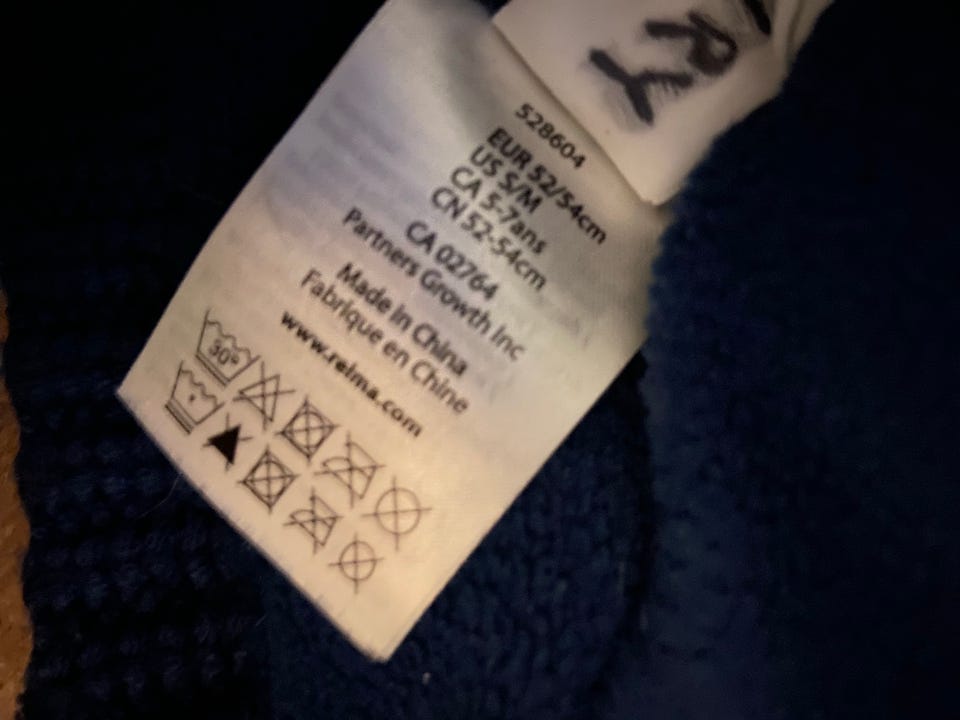 RY
528604
EUR 52/54cm
US S/M
CA 5-7ans
CN 52-54cm
CA 02764
Partners Growth Inc
Made in China
Fabrique en Chine
www.reima.com
30°